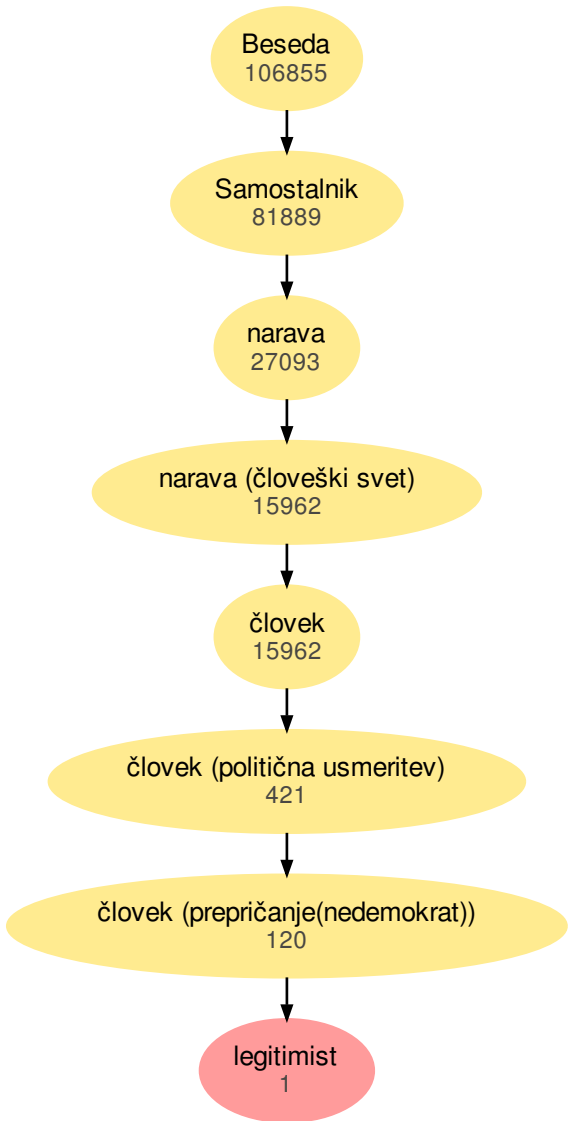 Beseda
106855
Samostalnik
81889
narava
27093
narava (človeški svet)
15962
človek
15962
človek (politična usmeritev)
421
človek (prepričanje(nedemokrat))
120
legitimist
1